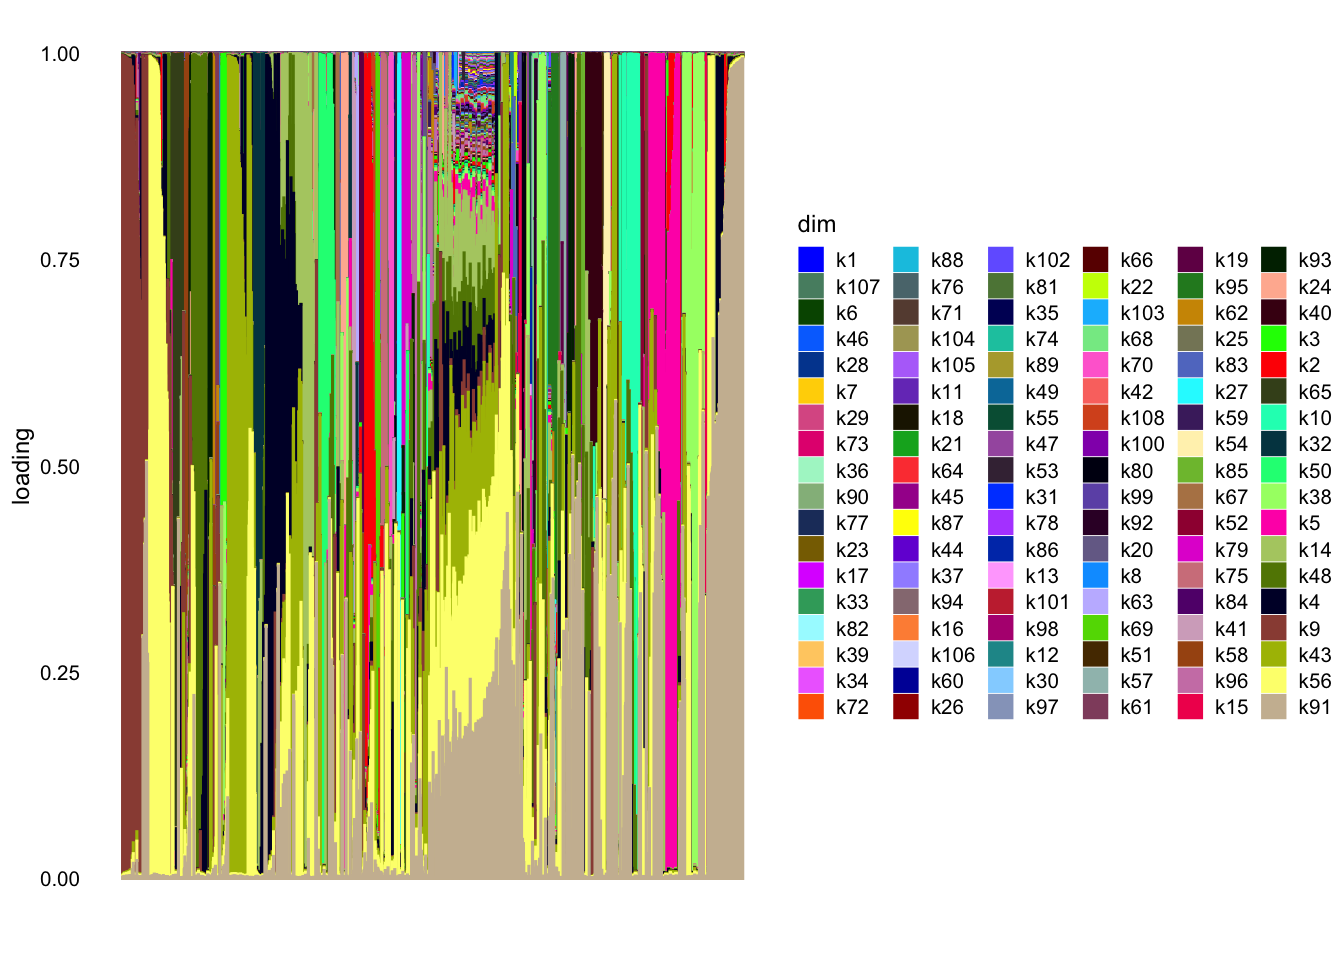 1.00
0.75
0.50
0.25
0.00
loading
dim
k1 k88 k102 k66 k19 k93
k107 k76 k81 k22 k95 k24
k6 k71 k35 k103 k62 k40
k46 k104 k74 k68 k25 k3
k28 k105 k89 k70 k83 k2
k7 k11 k49 k42 k27 k65
k29 k18 k55 k108 k59 k10
k73 k21 k47 k100 k54 k32
k36 k64 k53 k80 k85 k50
k90 k45 k31 k99 k67 k38
k77 k87 k78 k92 k52 k5
k23 k44 k86 k20 k79 k14
k17 k37 k13 k8 k75 k48
k33 k94 k101 k63 k84 k4
k82 k16 k98 k69 k41 k9
k39 k106 k12 k51 k58 k43
k34 k60 k30 k57 k96 k56
k72 k26 k97 k61 k15 k91